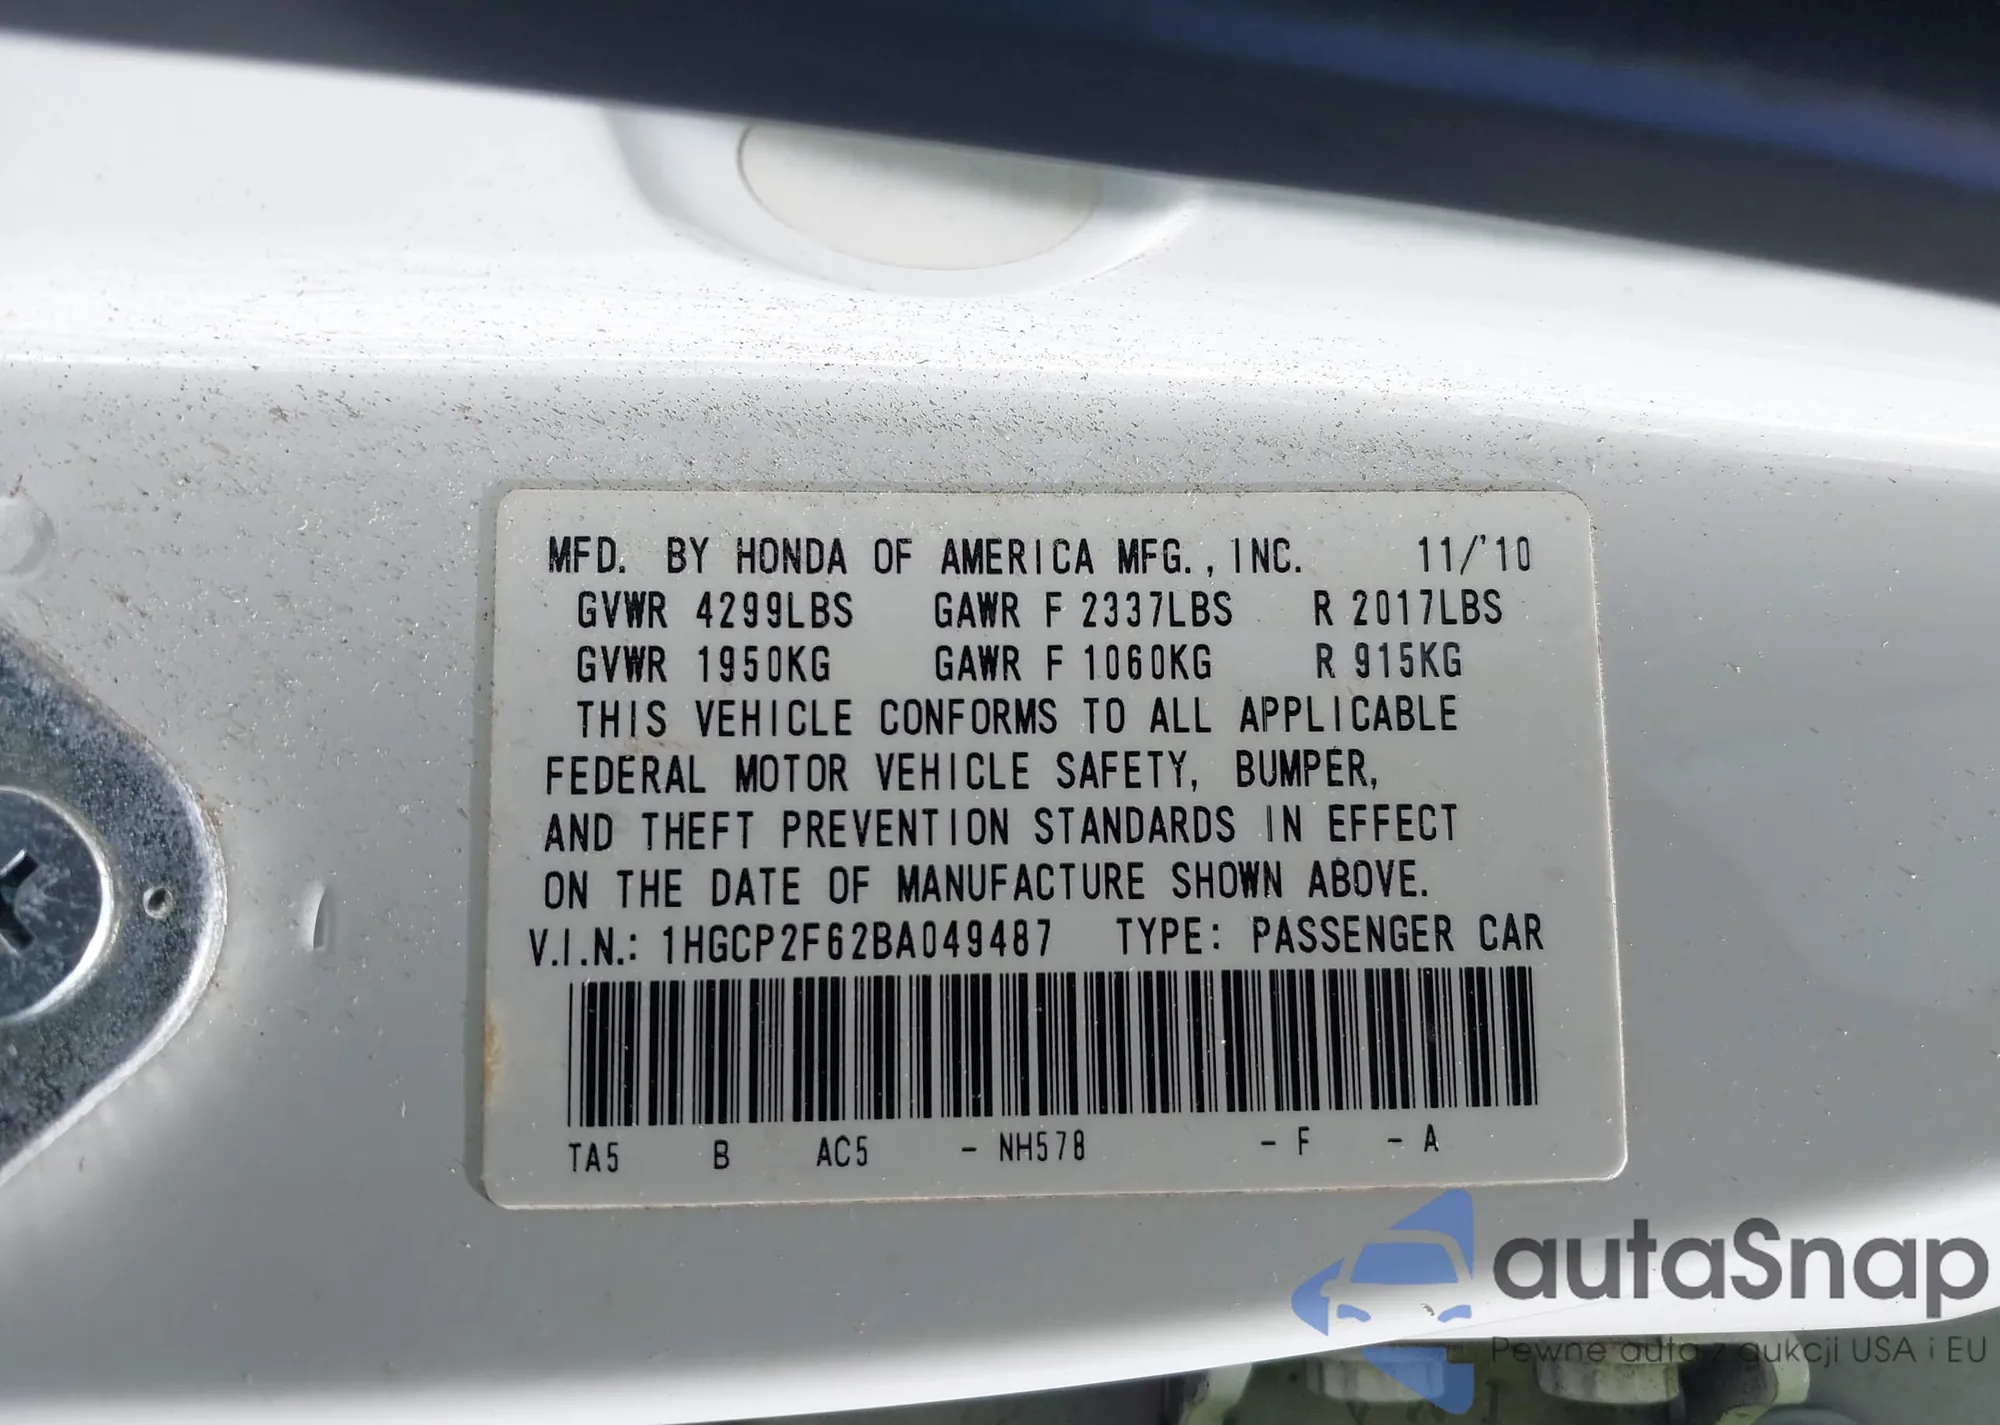 MFD. BY HONDA OF AMERICA MFG., INC. 11/'10
GVWR 4299LBS GAWR F 2337LBS R 2017LBS
GVWR 1950KG GAWR F 1060KG R 915KG
THIS VEHICLE CONFORMS TO ALL APPLICABLE
FEDERAL MOTOR VEHICLE SAFETY, BUMPER,
AND THEFT PREVENTION STANDARDS IN EFFECT
ON THE DATE OF MANUFACTURE SHOWN ABOVE.
V.I.N.: 1HGCP2F62BA049487 TYPE: PASSENGER CAR
TA5 B AC5 - NH578 - F - A
autaSnap
Pewne auta z aukcji USA i EU